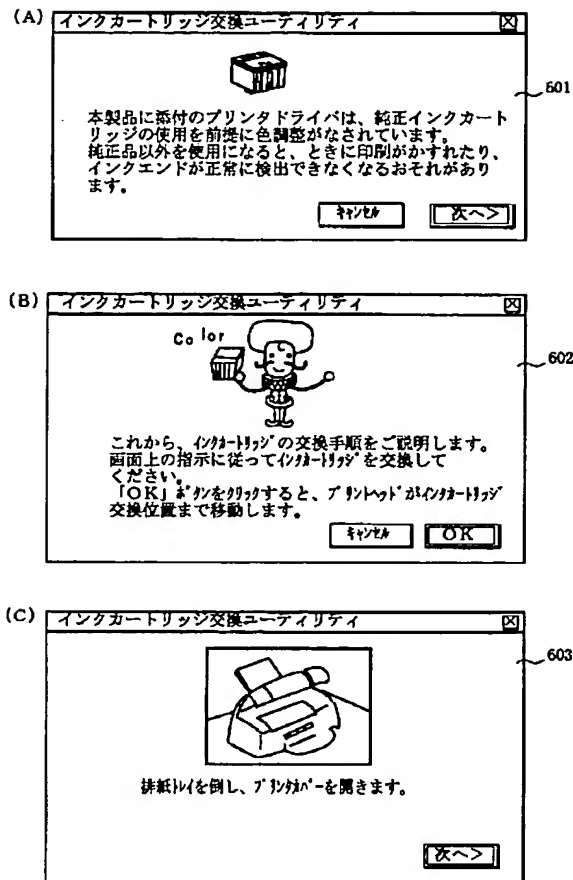 (A)
インクカートリッジ交換ユーティリティ
601
本製品に添付のプリンタドライバは、純正インクカート
リッジの使用を前提に色調整がなされています。
純正品以外を使用になると、ときに印刷がかすれたり、
インクエンドが正常に検出できなくなるおそれがあり
ます。
ｷｬﾝｾﾙ
次へ>
(B)
インクカートリッジ交換ユーティリティ
Color
602
これから、ｲﾝｸｶｰﾄﾘｯｼﾞの交換手順をご説明します。
画面上の指示に従ってｲﾝｸｶｰﾄﾘｯｼﾞを交換して
ください。
「OK」ﾎﾞﾀﾝをｸﾘｯｸすると、ﾌﾟﾘﾝﾄﾍｯﾄﾞがｲﾝｸｶｰﾄﾘｯｼﾞ
交換位置まで移動します。
ｷｬﾝｾﾙ
OK
(C)
インクカートリッジ交換ユーティリティ
603
排紙ﾄﾚｲを倒し、ﾌﾟﾘﾝﾀｶﾊﾞｰを開きます。
次へ>